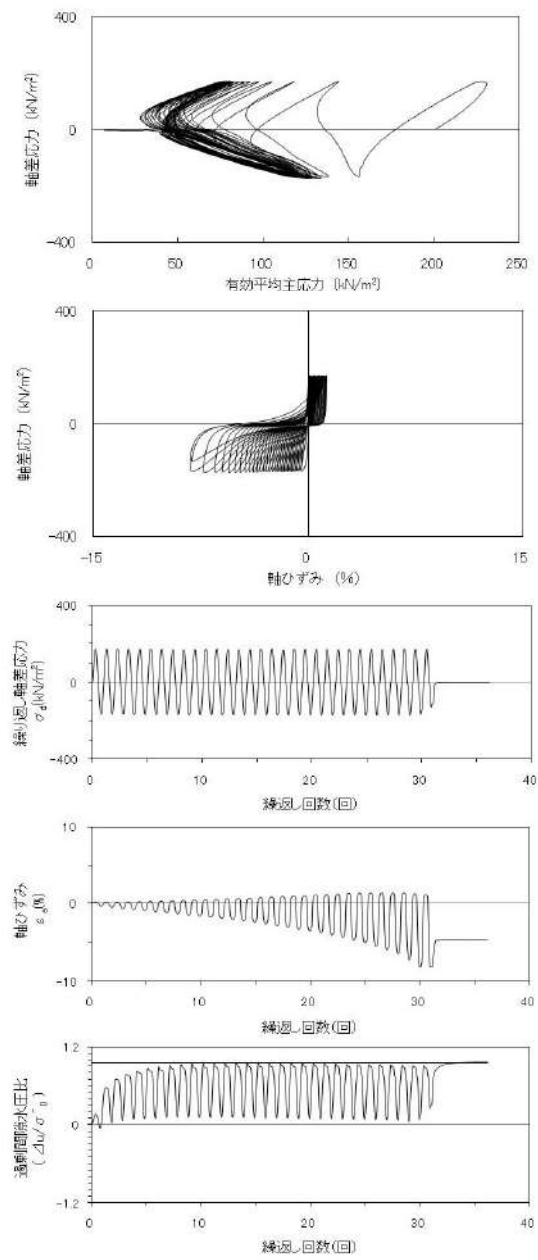 400
0
-400
軸差応力 (kN/m²)
0 50 100 150 200 250
有効平均主応力 (kN/m²)
400
0
-400
軸差応力 (kN/m²)
-15 0 15
軸ひずみ (%)
400
0
-400
繰り返し軸差応力
σd(kN/m²)
0 10 20 30 40
繰返し回数(回)
10
0
-10
軸ひずみ
εa(%)
0 10 20 30 40
繰返し回数(回)
1.2
0
-1.2
過剰間隙水圧比
(Δu/σ'0)
0 10 20 30 40
繰返し回数(回)